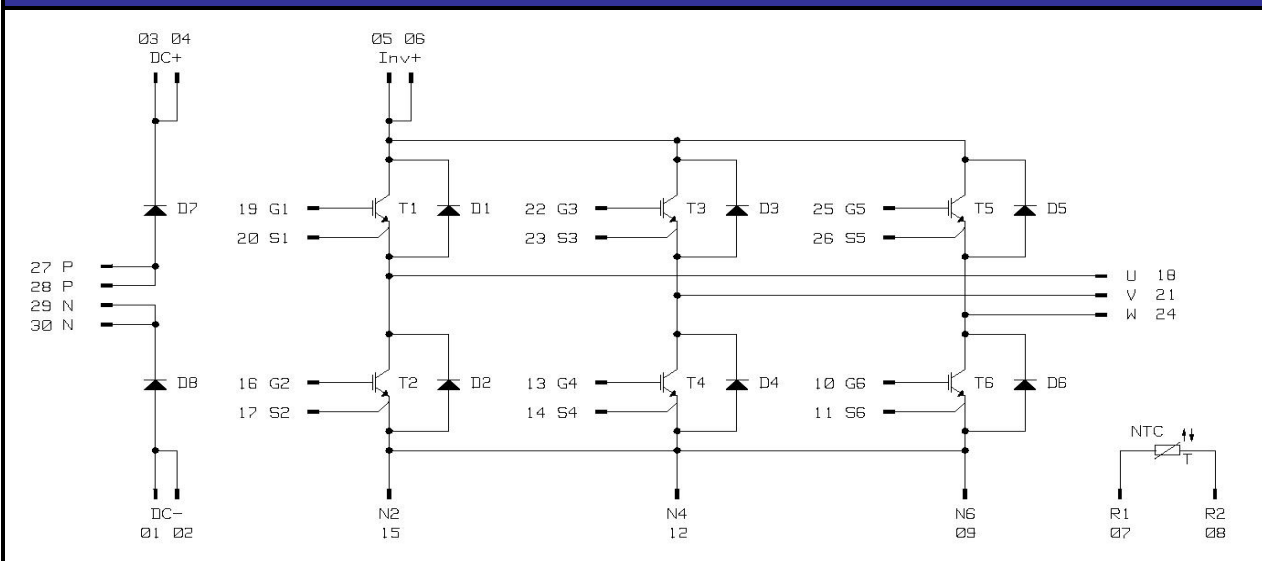 03 04
DC+
05 06
Inv+
D7
19 G1
T1
D1
22 G3
T3
D3
25 G5
T5
D5
20 S1
23 S3
26 S5
27 P
28 P
29 N
30 N
U 18
V 21
W 24
D8
16 G2
T2
D2
13 G4
T4
D4
10 G6
T6
D6
17 S2
14 S4
11 S6
NTC
T
DC-
01 02
N2
15
N4
12
N6
09
R1
07
R2
08